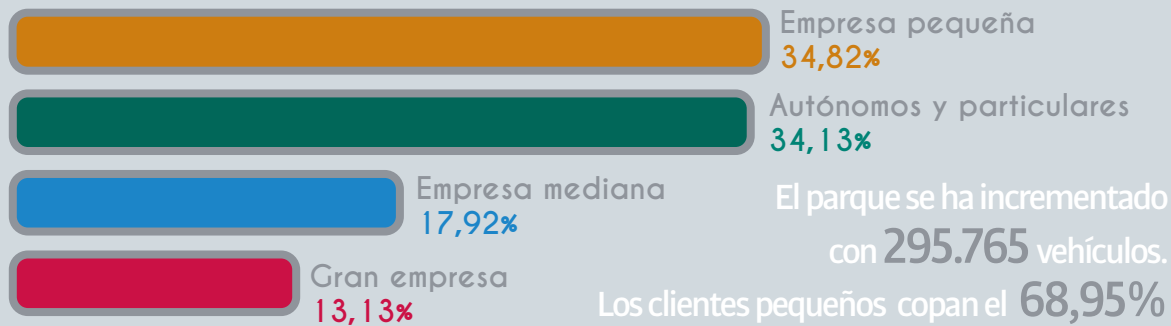 Empresa pequeña
34,82%
Autónomos y particulares
34,13%
Empresa mediana
17,92%
Gran empresa
13,13%
El parque se ha incrementado
con 295.765 vehículos.
Los clientes pequeños copan el 68,95%